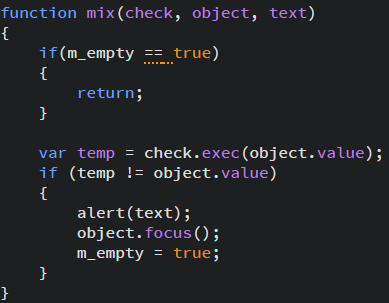 function mix(check, object, text)
{
    if(m_empty == true)
    {
        return;
    }

    var temp = check.exec(object.value);
    if (temp != object.value)
    {
        alert(text);
        object.focus();
        m_empty = true;
    }
}